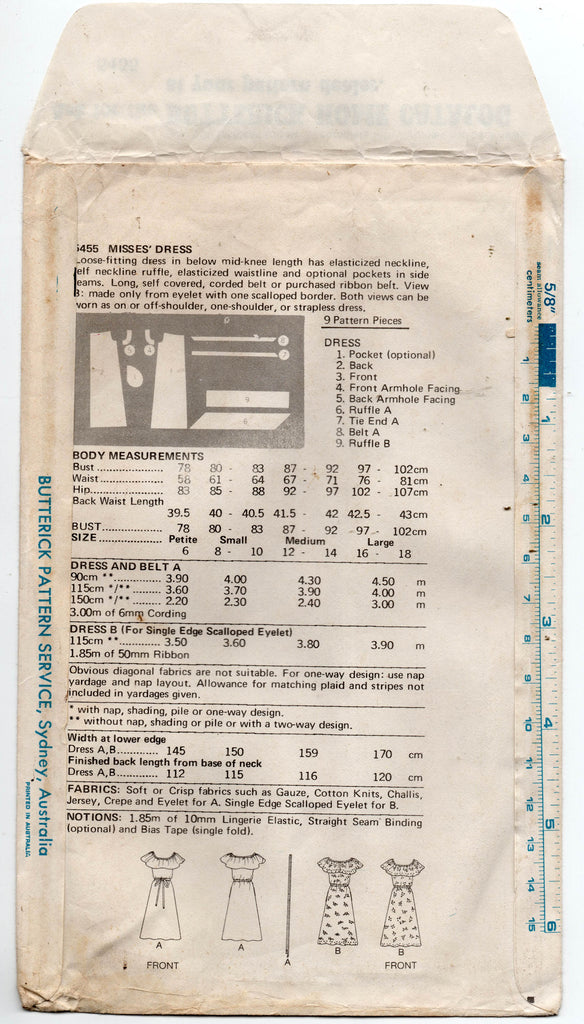 5455 MISSES' DRESS
Loose-fitting dress in below mid-knee length has elasticized neckline,
self neckline ruffle, elasticized waistline and optional pockets in side
seams. Long, self covered, corded belt or purchased ribbon belt. View
B: made only from eyelet with one scalloped border. Both views can be
worn as on or off-shoulder, one-shoulder, or strapless dress.
9 Pattern Pieces
DRESS
1. Pocket (optional)
2. Back
3. Front
4. Front Armhole Facing
5. Back Armhole Facing
6. Ruffle A
7. Tie End A
8. Belt A
9. Ruffle B
8
7
9
6
BODY MEASUREMENTS
Bust.................... 78 80 - 83 87 - 92 97 - 102cm
Waist................... 58 61 - 64 67 - 71 76 - 81cm
Hip..................... 83 85 - 88 92 - 97 102 - 107cm
Back Waist Length
39.5 40 - 40.5 41.5 - 42 42.5 - 43cm
BUST................... 78 80 - 83 87 - 92 97 - 102cm
SIZE................... Petite Small Medium Large
6 8 - 10 12 - 14 16 - 18
DRESS AND BELT A
90cm **.............. 3.90 4.00 4.30 4.50 m
115cm */**......... 3.60 3.70 3.90 4.00 m
150cm */**......... 2.20 2.30 2.40 3.00 m
3.00m of 6mm Cording
DRESS B (For Single Edge Scalloped Eyelet)
115cm **............ 3.50 3.60 3.80 3.90 m
1.85m of 50mm Ribbon
Obvious diagonal fabrics are not suitable. For one-way design: use nap
yardage and nap layout. Allowance for matching plaid and stripes not
included in yardages given.
* with nap, shading, pile or one-way design.
** without nap, shading or pile or with a two-way design.
Width at lower edge
Dress A,B............ 145 150 159 170 cm
Finished back length from base of neck
Dress A,B............ 112 115 116 120 cm
FABRICS: Soft or Crisp fabrics such as Gauze, Cotton Knits, Challis,
Jersey, Crepe and Eyelet for A. Single Edge Scalloped Eyelet for B.
NOTIONS: 1.85m of 10mm Lingerie Elastic, Straight Seam Binding
(optional) and Bias Tape (single fold).
A
FRONT
A
A
B
B
FRONT
BUTTERICK PATTERN SERVICE, Sydney, Australia
PRINTED IN AUSTRALIA.
5/8"
seam allowance
centimeters
1
2
3
4
5
6
1
2
3
4
5
6
7
8
9
10
11
12
13
14
15